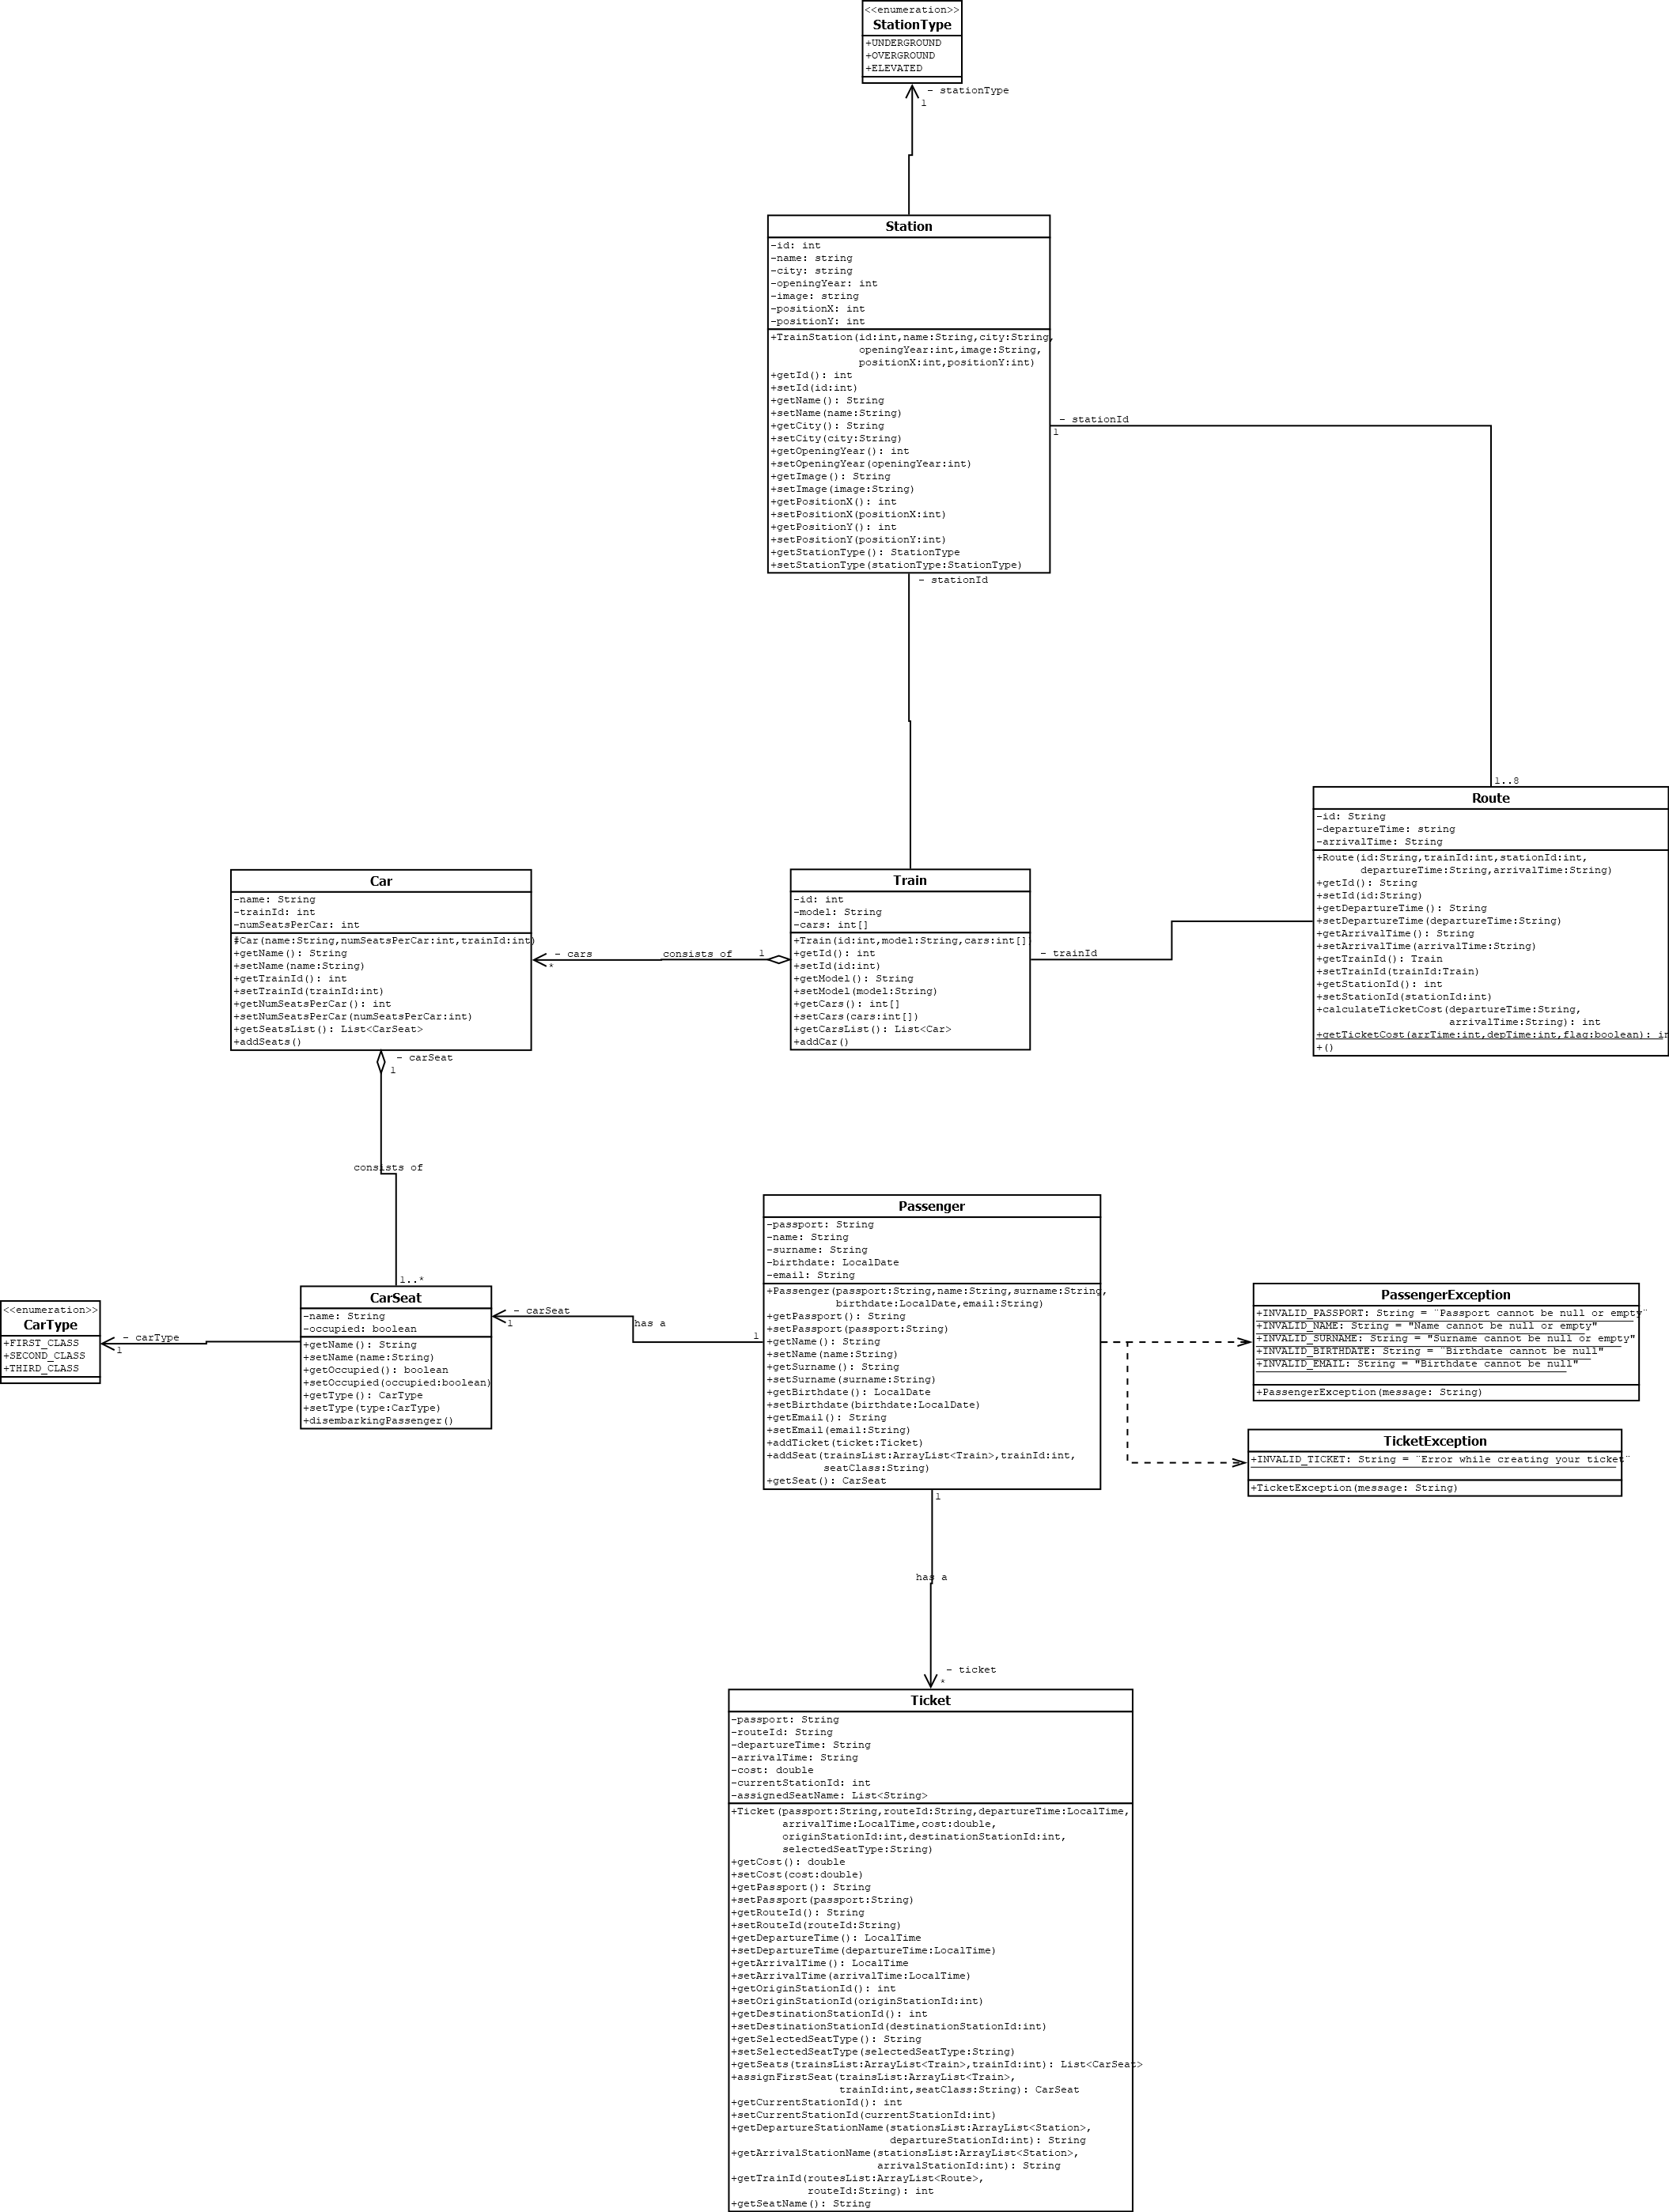 <<enumeration>>
StationType
+UNDERGROUND
+OVERGROUND
+ELEVATED
- stationType
1
Station
-id: int
-name: string
-city: string
-openingYear: int
-image: string
-positionX: int
-positionY: int
+TrainStation(id:int,name:String,city:String,
openingYear:int,image:String,
positionX:int,positionY:int)
+getId(): int
+setId(id:int)
+getName(): String
+setName(name:String)
+getCity(): String
+setCity(city:String)
+getOpeningYear(): int
+setOpeningYear(openingYear:int)
+getImage(): String
+setImage(image:String)
+getPositionX(): int
+setPositionX(positionX:int)
+getPositionY(): int
+setPositionY(positionY:int)
+getStationType(): StationType
+setStationType(stationType:StationType)
- stationId
1
- stationId
1..8
Route
-id: String
-departureTime: string
-arrivalTime: String
+Route(id:String,trainId:int,stationId:int,
departureTime:String,arrivalTime:String)
+getId(): String
+setId(id:String)
+getDepartureTime(): String
+setDepartureTime(departureTime:String)
+getArrivalTime(): String
+setArrivalTime(arrivalTime:String)
+getTrainId(): Train
+setTrainId(trainId:Train)
+getStationId(): int
+setStationId(stationId:int)
+calculateTicketCost(departureTime:String,
arrivalTime:String): int
+getTicketCost(arrTime:int,depTime:int,flag:boolean): in
+()
Car
-name: String
-trainId: int
-numSeatsPerCar: int
#Car(name:String,numSeatsPerCar:int,trainId:int)
+getName(): String
+setName(name:String)
+getTrainId(): int
+setTrainId(trainId:int)
+getNumSeatsPerCar(): int
+setNumSeatsPerCar(numSeatsPerCar:int)
+getSeatsList(): List<CarSeat>
+addSeats()
- cars
*
consists of
1
Train
-id: int
-model: String
-cars: int[]
+Train(id:int,model:String,cars:int[])
+getId(): int
+setId(id:int)
+getModel(): String
+setModel(model:String)
+getCars(): int[]
+setCars(cars:int[])
+getCarsList(): List<Car>
+addCar()
- trainId
- carSeat
1
consists of
1..*
CarSeat
-name: String
-occupied: boolean
+getName(): String
+setName(name:String)
+getOccupied(): boolean
+setOccupied(occupied:boolean)
+getType(): CarType
+setType(type:CarType)
+disembarkingPassenger()
<<enumeration>>
CarType
+FIRST_CLASS
+SECOND_CLASS
+THIRD_CLASS
- carType
1
- carSeat
1
has a
1
Passenger
-passport: String
-name: String
-surname: String
-birthdate: LocalDate
-email: String
+Passenger(passport:String,name:String,surname:String,
birthdate:LocalDate,email:String)
+getPassport(): String
+setPassport(passport:String)
+getName(): String
+setName(name:String)
+getSurname(): String
+setSurname(surname:String)
+getBirthdate(): LocalDate
+setBirthdate(birthdate:LocalDate)
+getEmail(): String
+setEmail(email:String)
+addTicket(ticket:Ticket)
+addSeat(trainsList:ArrayList<Train>,trainId:int,
seatClass:String)
+getSeat(): CarSeat
PassengerException
+INVALID_PASSPORT: String = ¨Passport cannot be null or empty¨
+INVALID_NAME: String = "Name cannot be null or empty"
+INVALID_SURNAME: String = "Surname cannot be null or empty"
+INVALID_BIRTHDATE: String = ¨Birthdate cannot be null"
+INVALID_EMAIL: String = "Birthdate cannot be null"
+PassengerException(message: String)
TicketException
+INVALID_TICKET: String = ¨Error while creating your ticket¨
+TicketException(message: String)
1
has a
- ticket
*
Ticket
-passport: String
-routeId: String
-departureTime: String
-arrivalTime: String
-cost: double
-currentStationId: int
-assignedSeatName: List<String>
+Ticket(passport:String,routeId:String,departureTime:LocalTime,
arrivalTime:LocalTime,cost:double,
originStationId:int,destinationStationId:int,
selectedSeatType:String)
+getCost(): double
+setCost(cost:double)
+getPassport(): String
+setPassport(passport:String)
+getRouteId(): String
+setRouteId(routeId:String)
+getDepartureTime(): LocalTime
+setDepartureTime(departureTime:LocalTime)
+getArrivalTime(): LocalTime
+setArrivalTime(arrivalTime:LocalTime)
+getOriginStationId(): int
+setOriginStationId(originStationId:int)
+getDestinationStationId(): int
+setDestinationStationId(destinationStationId:int)
+getSelectedSeatType(): String
+setSelectedSeatType(selectedSeatType:String)
+getSeats(trainsList:ArrayList<Train>,trainId:int): List<CarSeat>
+assignFirstSeat(trainsList:ArrayList<Train>,
trainId:int,seatClass:String): CarSeat
+getCurrentStationId(): int
+setCurrentStationId(currentStationId:int)
+getDepartureStationName(stationsList:ArrayList<Station>,
departureStationId:int): String
+getArrivalStationName(stationsList:ArrayList<Station>,
arrivalStationId:int): String
+getTrainId(routesList:ArrayList<Route>,
routeId:String): int
+getSeatName(): String